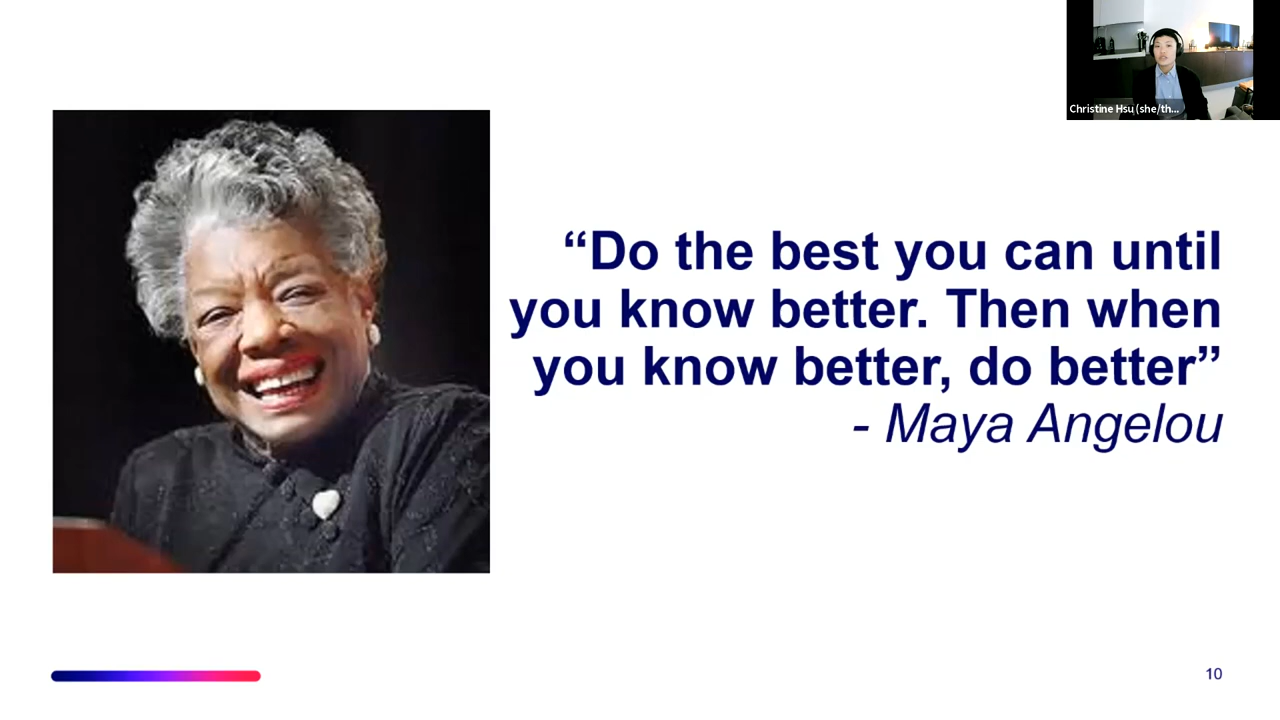 Christine Hsu (she/th...
“Do the best you can until
you know better. Then when
you know better, do better”
- Maya Angelou
10